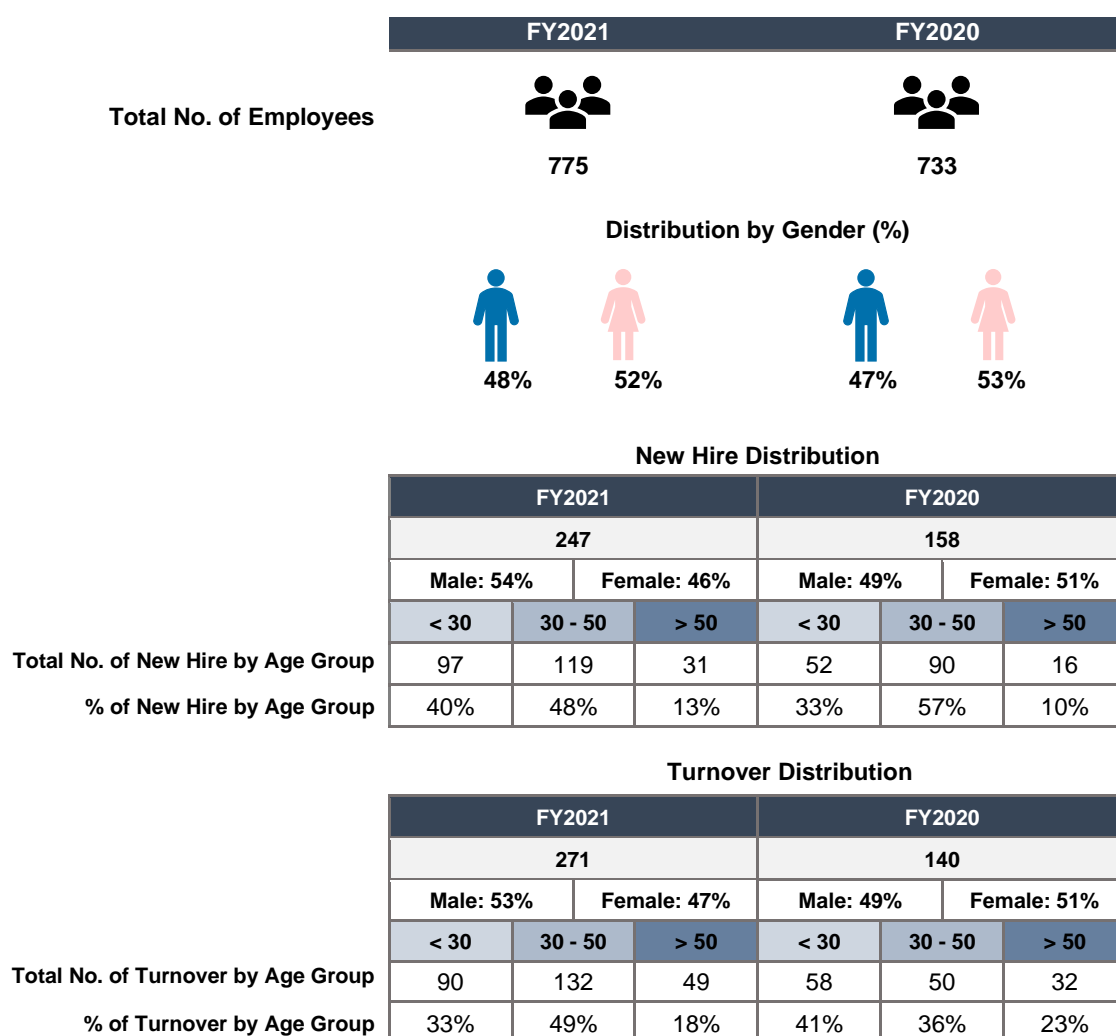 FY2021 FY2020
Total No. of Employees
775 733
Distribution by Gender (%)
48% 52% 47% 53%
New Hire Distribution
FY2021 FY2020
247 158
Male: 54% Female: 46% Male: 49% Female: 51%
< 30 30 - 50 > 50 < 30 30 - 50 > 50
Total No. of New Hire by Age Group 97 119 31 52 90 16
% of New Hire by Age Group 40% 48% 13% 33% 57% 10%
Turnover Distribution
FY2021 FY2020
271 140
Male: 53% Female: 47% Male: 49% Female: 51%
< 30 30 - 50 > 50 < 30 30 - 50 > 50
Total No. of Turnover by Age Group 90 132 49 58 50 32
% of Turnover by Age Group 33% 49% 18% 41% 36% 23%